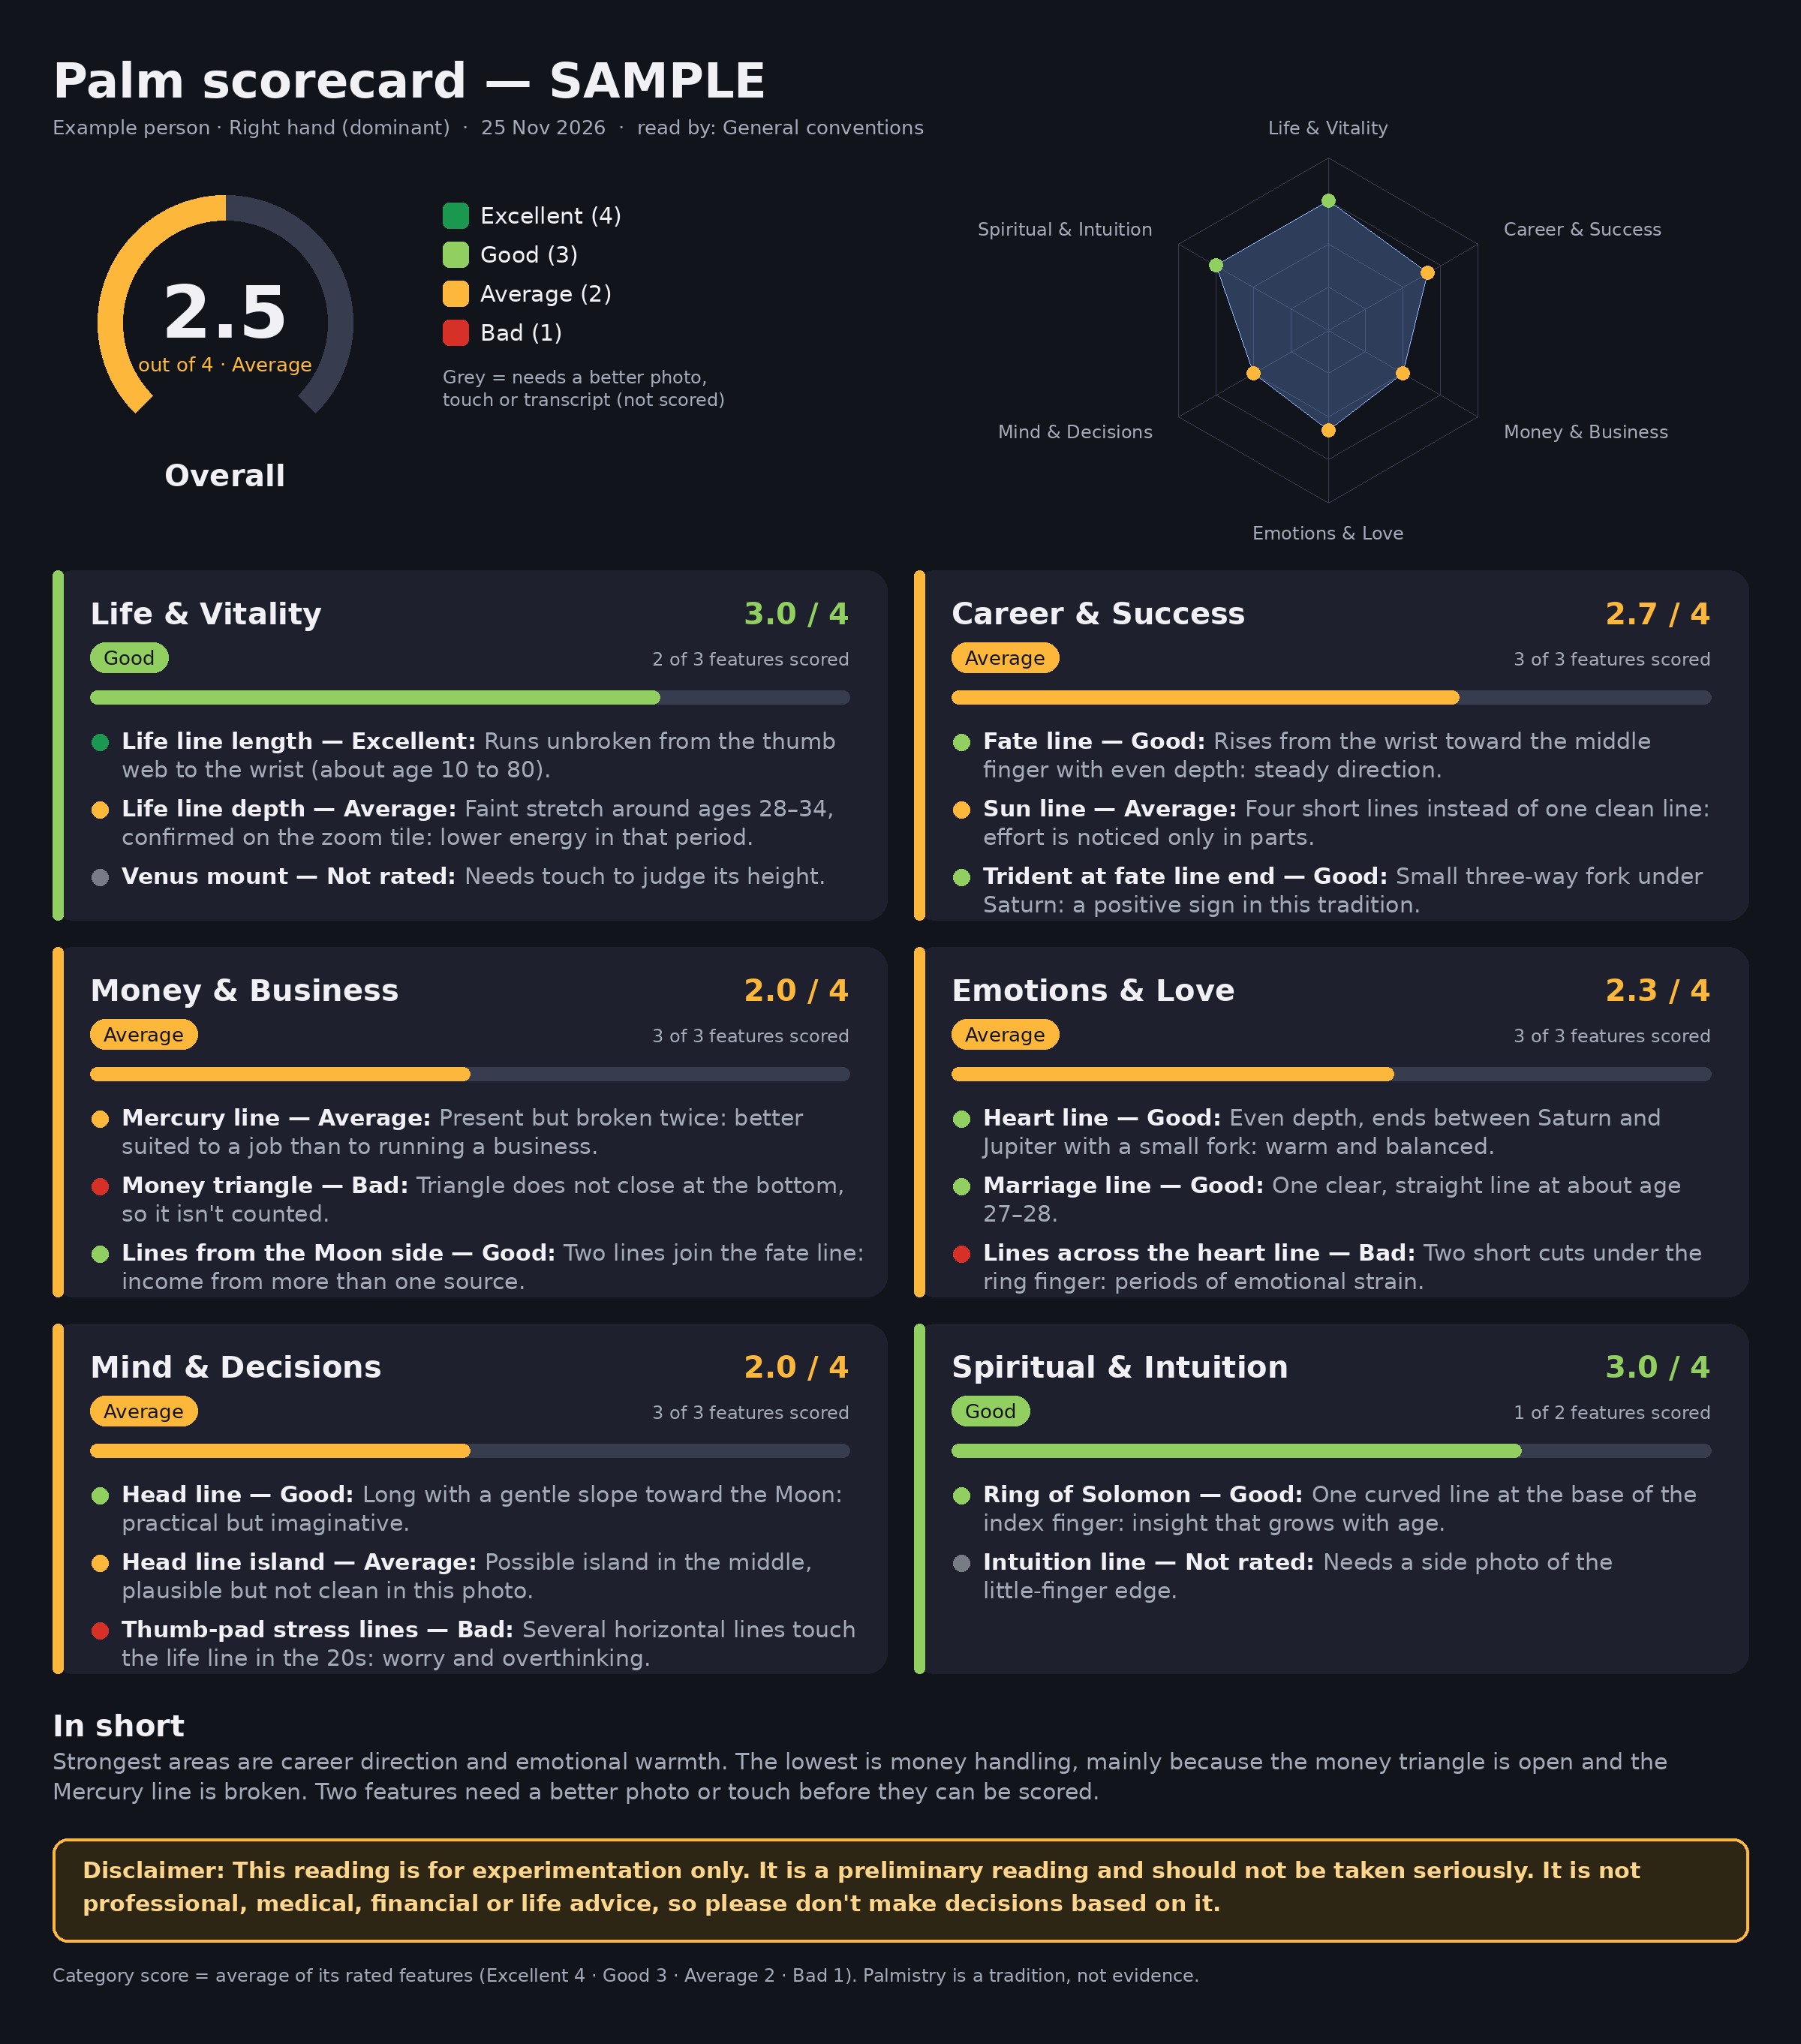 Palm scorecard — SAMPLE
Example person · Right hand (dominant) · 25 Nov 2026 · read by: General conventions
2.5
out of 4 · Average
Overall
Excellent (4)
Good (3)
Average (2)
Bad (1)
Grey = needs a better photo,
touch or transcript (not scored)
Life & Vitality
Spiritual & Intuition
Career & Success
Mind & Decisions
Money & Business
Emotions & Love
Life & Vitality
3.0 / 4
Good
2 of 3 features scored
Life line length — Excellent: Runs unbroken from the thumb
web to the wrist (about age 10 to 80).
Life line depth — Average: Faint stretch around ages 28–34,
confirmed on the zoom tile: lower energy in that period.
Venus mount — Not rated: Needs touch to judge its height.
Career & Success
2.7 / 4
Average
3 of 3 features scored
Fate line — Good: Rises from the wrist toward the middle
finger with even depth: steady direction.
Sun line — Average: Four short lines instead of one clean line:
effort is noticed only in parts.
Trident at fate line end — Good: Small three-way fork under
Saturn: a positive sign in this tradition.
Money & Business
2.0 / 4
Average
3 of 3 features scored
Mercury line — Average: Present but broken twice: better
suited to a job than to running a business.
Money triangle — Bad: Triangle does not close at the bottom,
so it isn't counted.
Lines from the Moon side — Good: Two lines join the fate line:
income from more than one source.
Emotions & Love
2.3 / 4
Average
3 of 3 features scored
Heart line — Good: Even depth, ends between Saturn and
Jupiter with a small fork: warm and balanced.
Marriage line — Good: One clear, straight line at about age
27–28.
Lines across the heart line — Bad: Two short cuts under the
ring finger: periods of emotional strain.
Mind & Decisions
2.0 / 4
Average
3 of 3 features scored
Head line — Good: Long with a gentle slope toward the Moon:
practical but imaginative.
Head line island — Average: Possible island in the middle,
plausible but not clean in this photo.
Thumb-pad stress lines — Bad: Several horizontal lines touch
the life line in the 20s: worry and overthinking.
Spiritual & Intuition
3.0 / 4
Good
1 of 2 features scored
Ring of Solomon — Good: One curved line at the base of the
index finger: insight that grows with age.
Intuition line — Not rated: Needs a side photo of the
little-finger edge.
In short
Strongest areas are career direction and emotional warmth. The lowest is money handling, mainly because the money triangle is open and the
Mercury line is broken. Two features need a better photo or touch before they can be scored.
Disclaimer: This reading is for experimentation only. It is a preliminary reading and should not be taken seriously. It is not
professional, medical, financial or life advice, so please don't make decisions based on it.
Category score = average of its rated features (Excellent 4 · Good 3 · Average 2 · Bad 1). Palmistry is a tradition, not evidence.